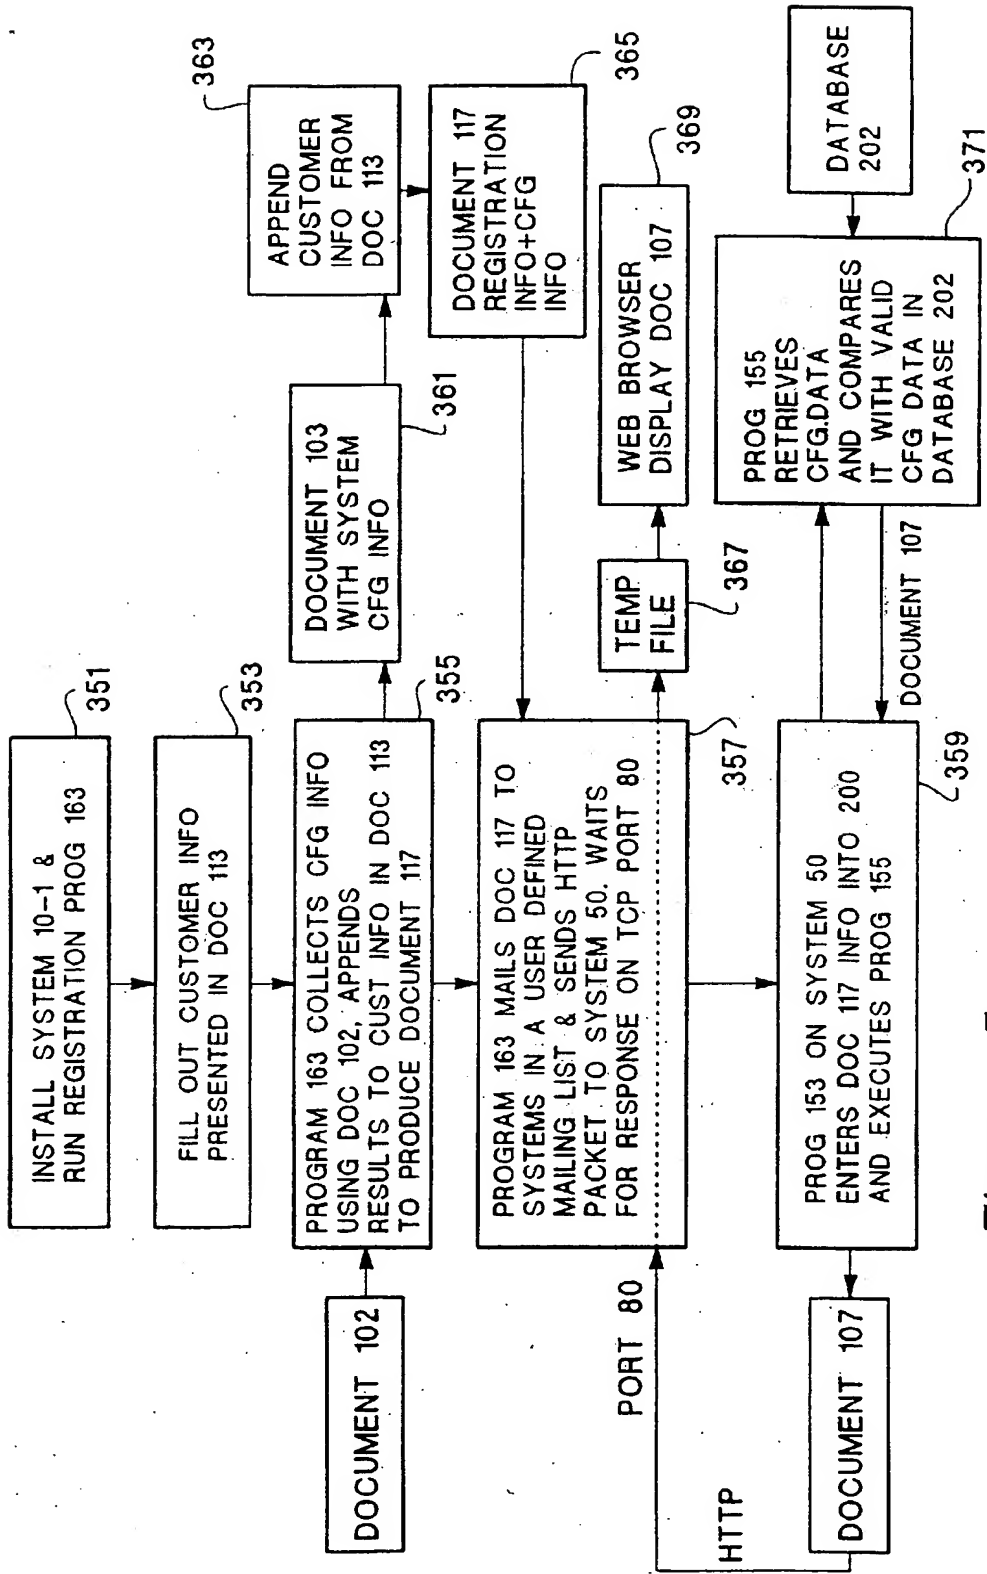 INSTALL SYSTEM 10-1 &
RUN REGISTRATION PROG 163
351
FILL OUT CUSTOMER INFO
PRESENTED IN DOC 113
353
DOCUMENT 102
PROGRAM 163 COLLECTS CFG INFO
USING DOC 102, APPENDS
RESULTS TO CUST INFO IN DOC 113
TO PRODUCE DOCUMENT 117
355
DOCUMENT 103
WITH SYSTEM
CFG INFO
361
APPEND
CUSTOMER
INFO FROM
DOC 113
363
DOCUMENT 117
REGISTRATION
INFO+CFG
INFO
365
PROGRAM 163 MAILS DOC 117 TO
SYSTEMS IN A USER DEFINED
MAILING LIST & SENDS HTTP
PACKET TO SYSTEM 50. WAITS
FOR RESPONSE ON TCP PORT 80
357
PORT 80
HTTP
TEMP
FILE
367
WEB BROWSER
DISPLAY DOC 107
369
DOCUMENT 107
PROG 153 ON SYSTEM 50
ENTERS DOC 117 INFO INTO 200
AND EXECUTES PROG 155
359
DOCUMENT 107
PROG 155
RETRIEVES
CFG.DATA
AND COMPARES
IT WITH VALID
CFG DATA IN
DATABASE 202
371
DATABASE
202